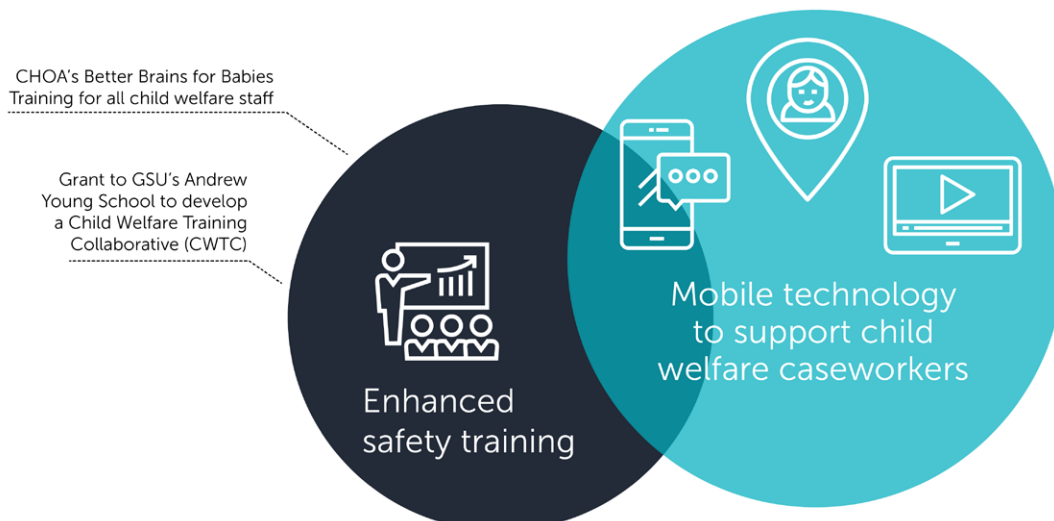 CHOA's Better Brains for Babies
Training for all child welfare staff
Grant to GSU's Andrew
Young School to develop
a Child Welfare Training
Collaborative (CWTC)
Enhanced
safety training
Mobile technology
to support child
welfare caseworkers